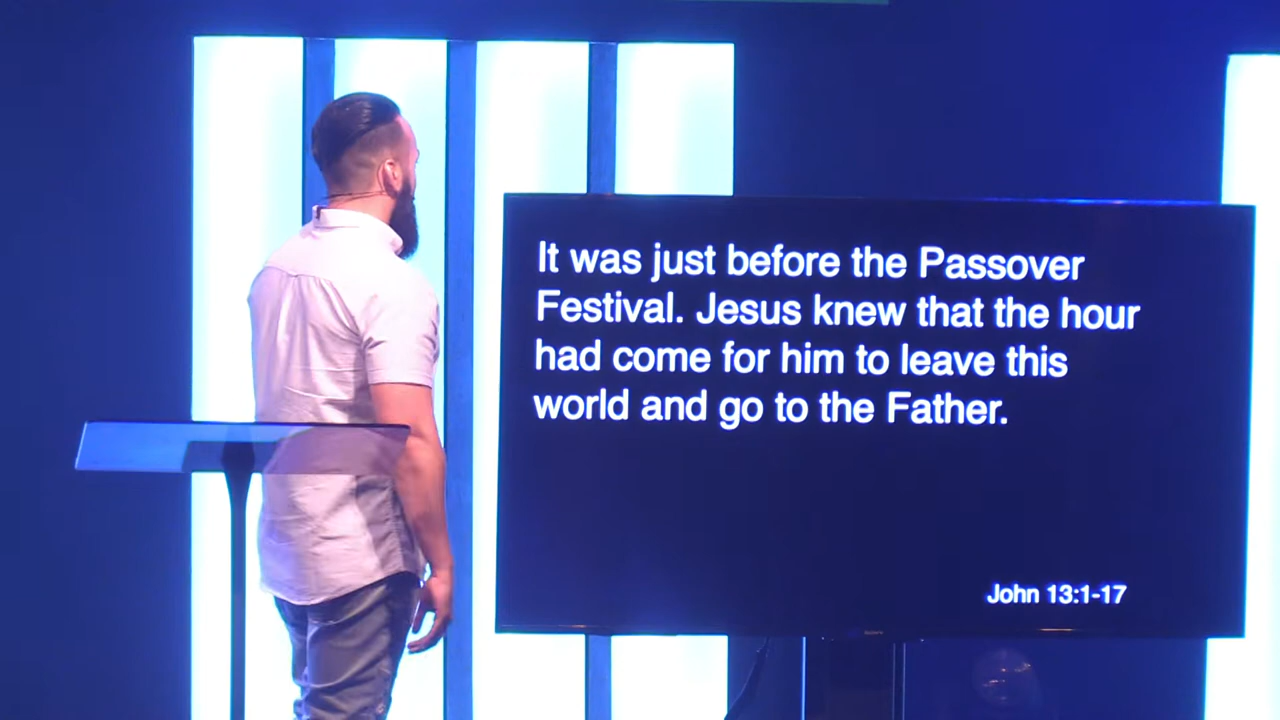 It was just before the Passover
Festival. Jesus knew that the hour
had come for him to leave this
world and go to the Father.
John 13:1-17